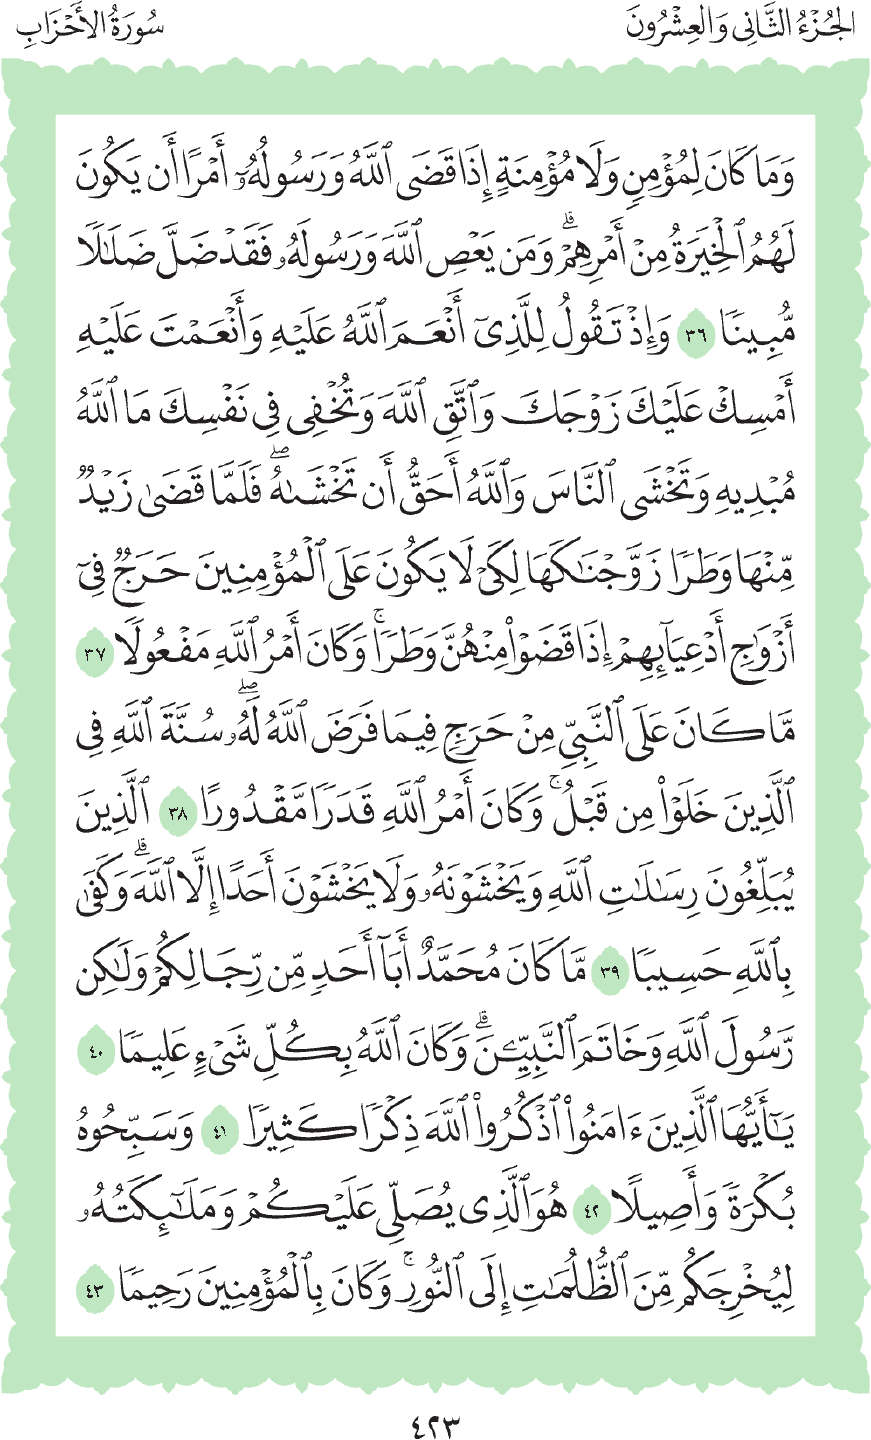 الجُزْءُ الثَّانِي وَالعِشْرُونَ
سُورَةُ الأَحْزَابِ
وَمَا كَانَ لِمُؤْمِنٍ وَلَا مُؤْمِنَةٍ إِذَا قَضَى ٱللَّهُ وَرَسُولُهُۥٓ أَمْرًا أَن يَكُونَ
لَهُمُ ٱلْخِيَرَةُ مِنْ أَمْرِهِمْ ۗ وَمَن يَعْصِ ٱللَّهَ وَرَسُولَهُۥ فَقَدْ ضَلَّ ضَلَٰلًا
مُّبِينًا ٣٦ وَإِذْ تَقُولُ لِلَّذِىٓ أَنْعَمَ ٱللَّهُ عَلَيْهِ وَأَنْعَمْتَ عَلَيْهِ
أَمْسِكْ عَلَيْكَ زَوْجَكَ وَٱتَّقِ ٱللَّهَ وَتُخْفِى فِى نَفْسِكَ مَا ٱللَّهُ
مُبْدِيهِ وَتَخْشَى ٱلنَّاسَ وَٱللَّهُ أَحَقُّ أَن تَخْشَىٰهُ ۖ فَلَمَّا قَضَىٰ زَيْدٌ
مِّنْهَا وَطَرًا زَوَّجْنَٰكَهَا لِكَىْ لَا يَكُونَ عَلَى ٱلْمُؤْمِنِينَ حَرَجٌ فِىٓ
أَزْوَٰجِ أَدْعِيَآئِهِمْ إِذَا قَضَوْا۟ مِنْهُنَّ وَطَرًا ۚ وَكَانَ أَمْرُ ٱللَّهِ مَفْعُولًا ٣٧
مَّا كَانَ عَلَى ٱلنَّبِىِّ مِنْ حَرَجٍ فِيمَا فَرَضَ ٱللَّهُ لَهُۥ ۖ سُنَّةَ ٱللَّهِ فِى
ٱلَّذِينَ خَلَوْا۟ مِن قَبْلُ ۚ وَكَانَ أَمْرُ ٱللَّهِ قَدَرًا مَّقْدُورًا ٣٨ ٱلَّذِينَ
يُبَلِّغُونَ رِسَٰلَٰتِ ٱللَّهِ وَيَخْشَوْنَهُۥ وَلَا يَخْشَوْنَ أَحَدًا إِلَّا ٱللَّهَ ۗ وَكَفَىٰ
بِٱللَّهِ حَسِيبًا ٣٩ مَّا كَانَ مُحَمَّدٌ أَبَآ أَحَدٍ مِّن رِّجَالِكُمْ وَلَٰكِن
رَّسُولَ ٱللَّهِ وَخَاتَمَ ٱلنَّبِيِّـۧنَ ۗ وَكَانَ ٱللَّهُ بِكُلِّ شَىْءٍ عَلِيمًا ٤٠
يَٰٓأَيُّهَا ٱلَّذِينَ ءَامَنُوا۟ ٱذْكُرُوا۟ ٱللَّهَ ذِكْرًا كَثِيرًا ٤١ وَسَبِّحُوهُ
بُكْرَةً وَأَصِيلًا ٤٢ هُوَ ٱلَّذِى يُصَلِّى عَلَيْكُمْ وَمَلَٰٓئِكَتُهُۥ
لِيُخْرِجَكُم مِّنَ ٱلظُّلُمَٰتِ إِلَى ٱلنُّورِ ۚ وَكَانَ بِٱلْمُؤْمِنِينَ رَحِيمًا ٤٣
٤٢٣